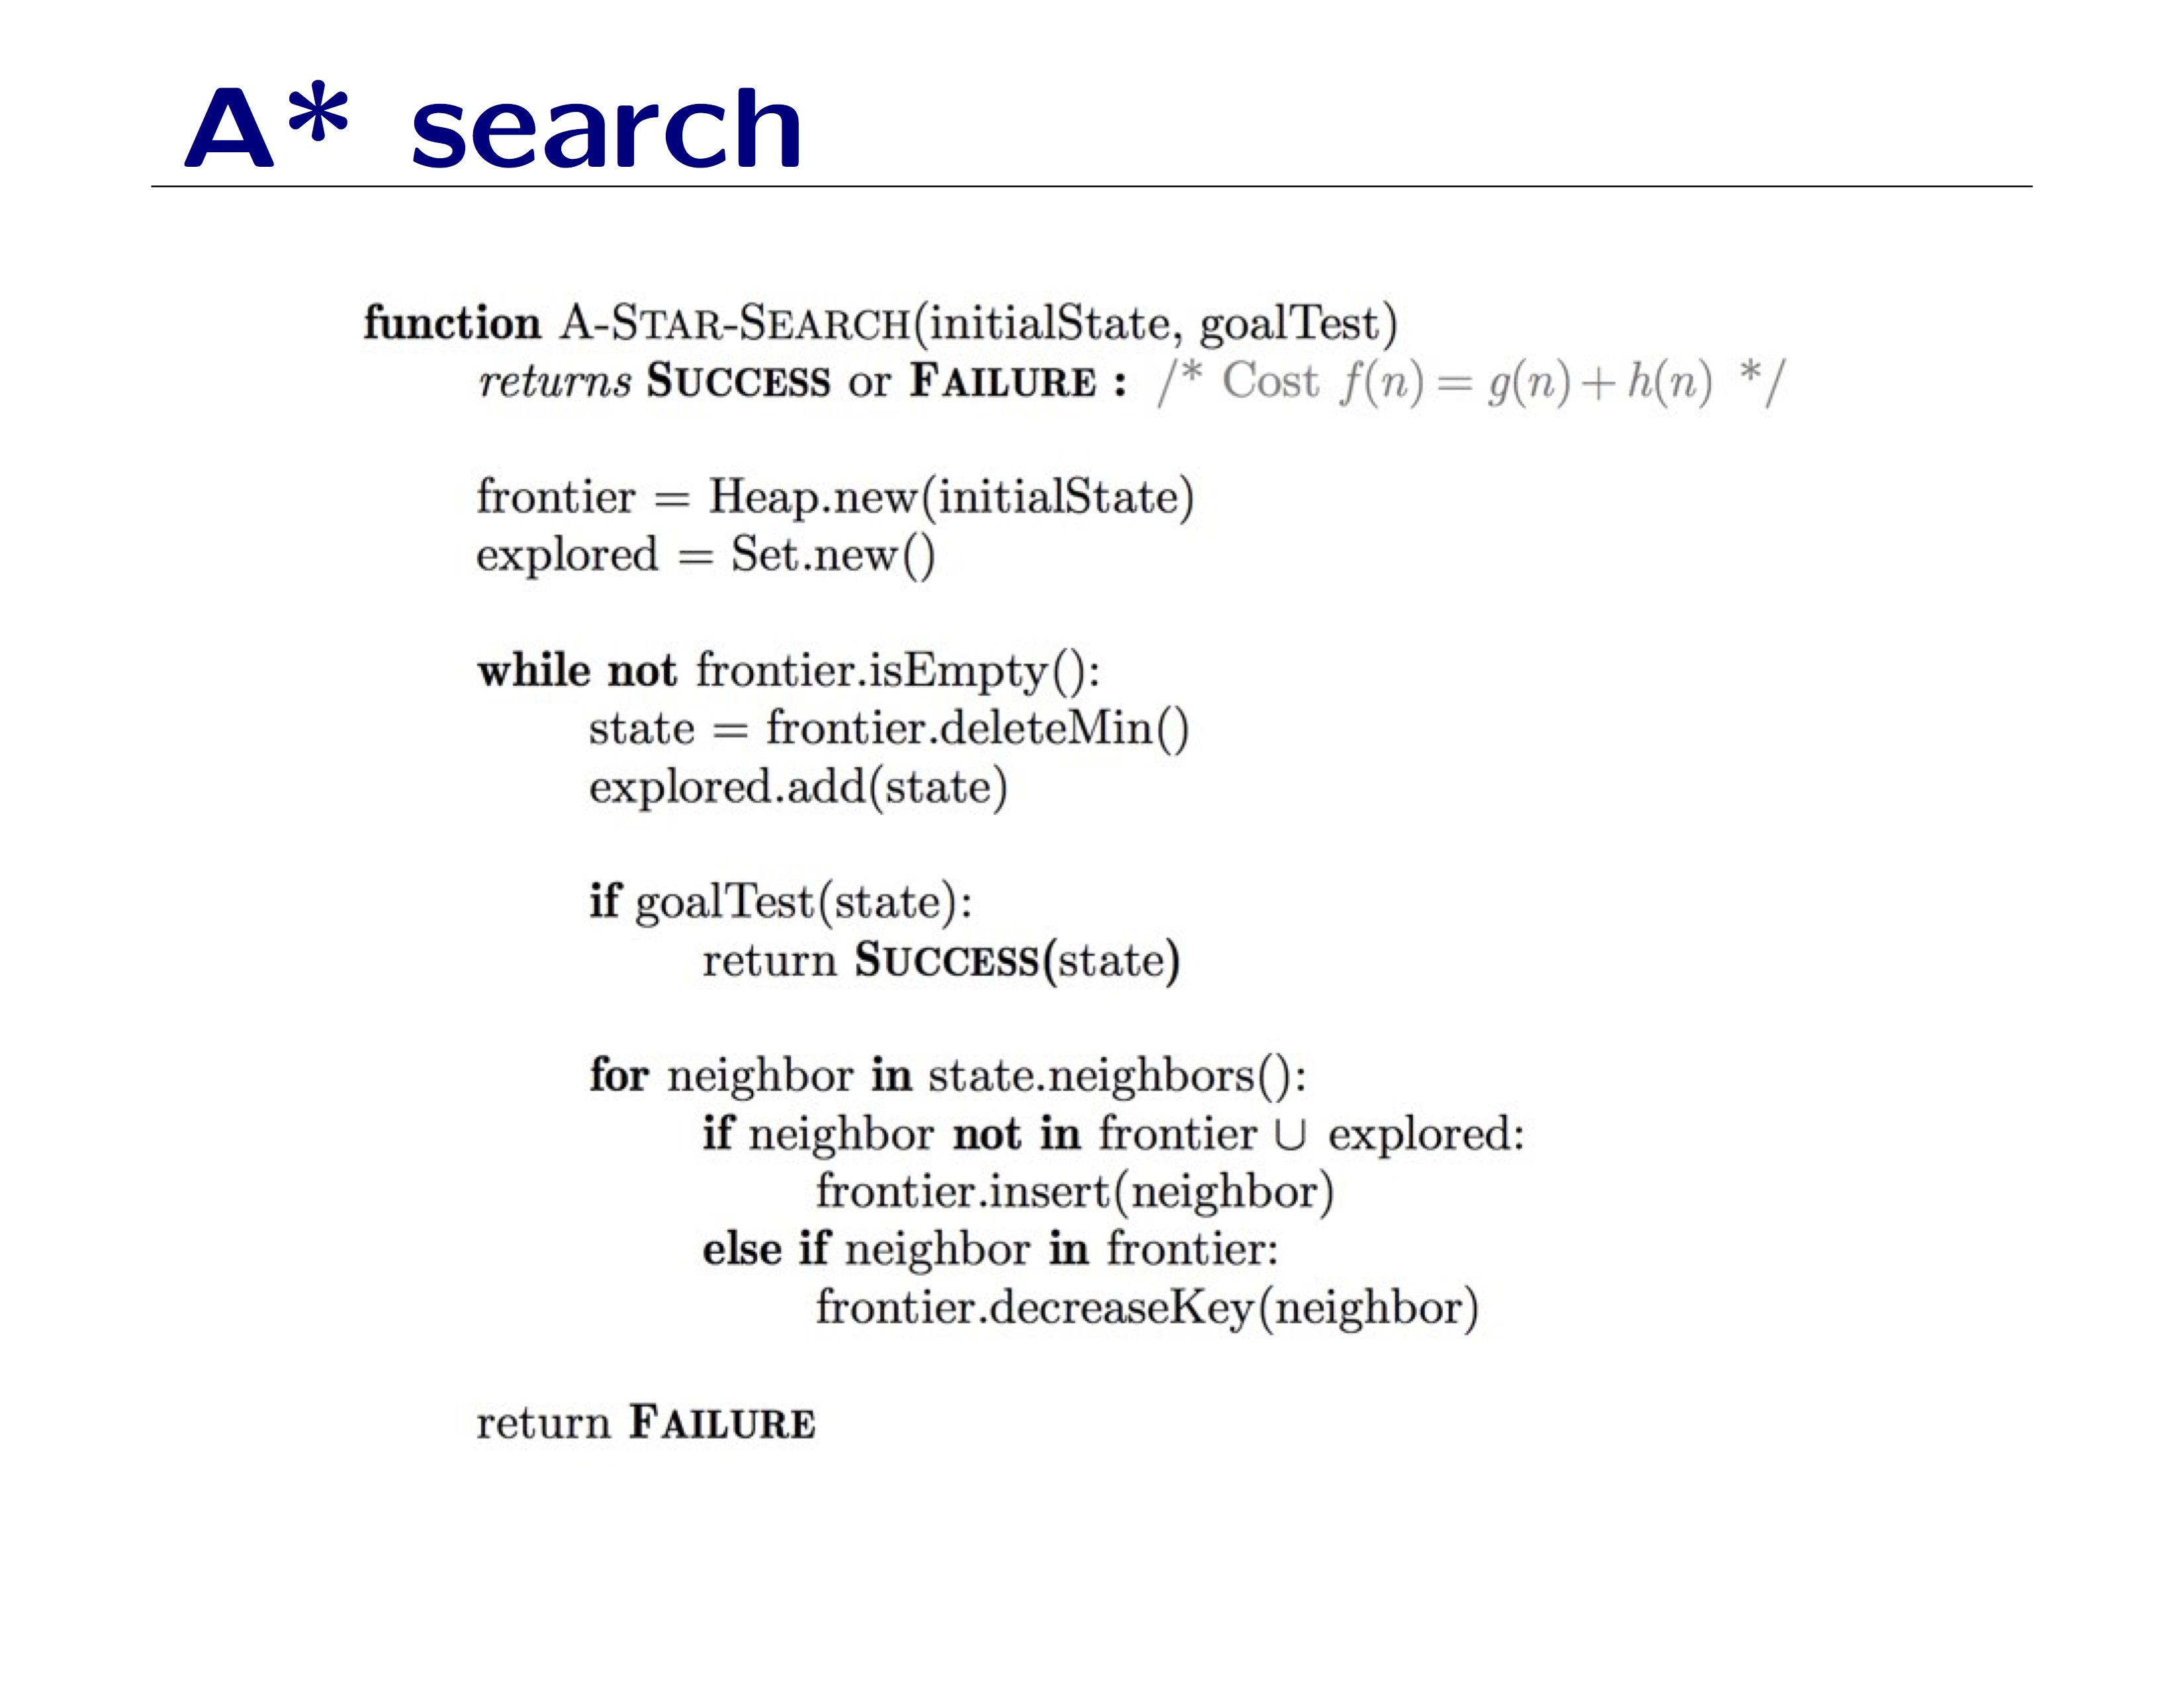 A* search
function A-STAR-SEARCH(initialState, goalTest)
returns SUCCESS or FAILURE : /* Cost f(n) = g(n) + h(n) */
frontier = Heap.new(initialState)
explored = Set.new()
while not frontier.isEmpty():
state = frontier.deleteMin()
explored.add(state)
if goalTest(state):
return SUCCESS(state)
for neighbor in state.neighbors():
if neighbor not in frontier ∪ explored:
frontier.insert(neighbor)
else if neighbor in frontier:
frontier.decreaseKey(neighbor)
return FAILURE